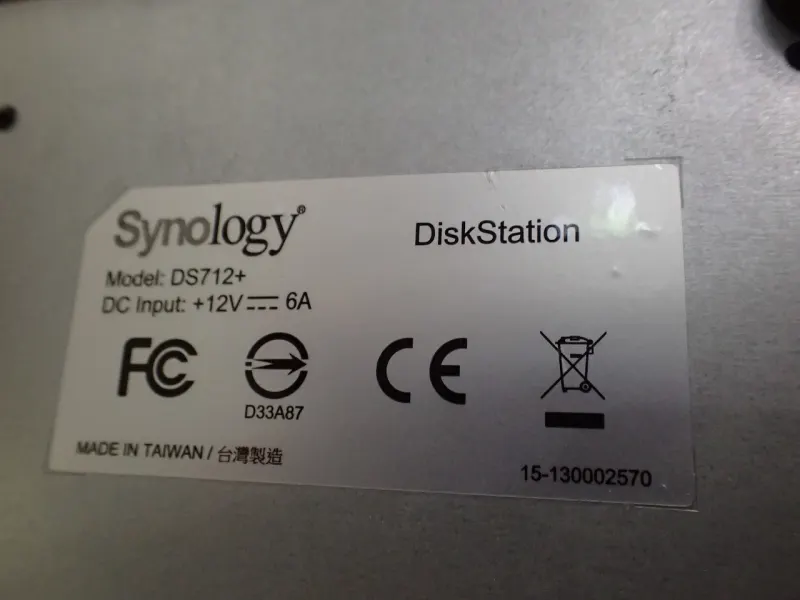 Synology® DiskStation
Model: DS712+
DC Input: +12V⎓ 6A
FC CE
D33A87
MADE IN TAIWAN / 台灣製造
15-130002570